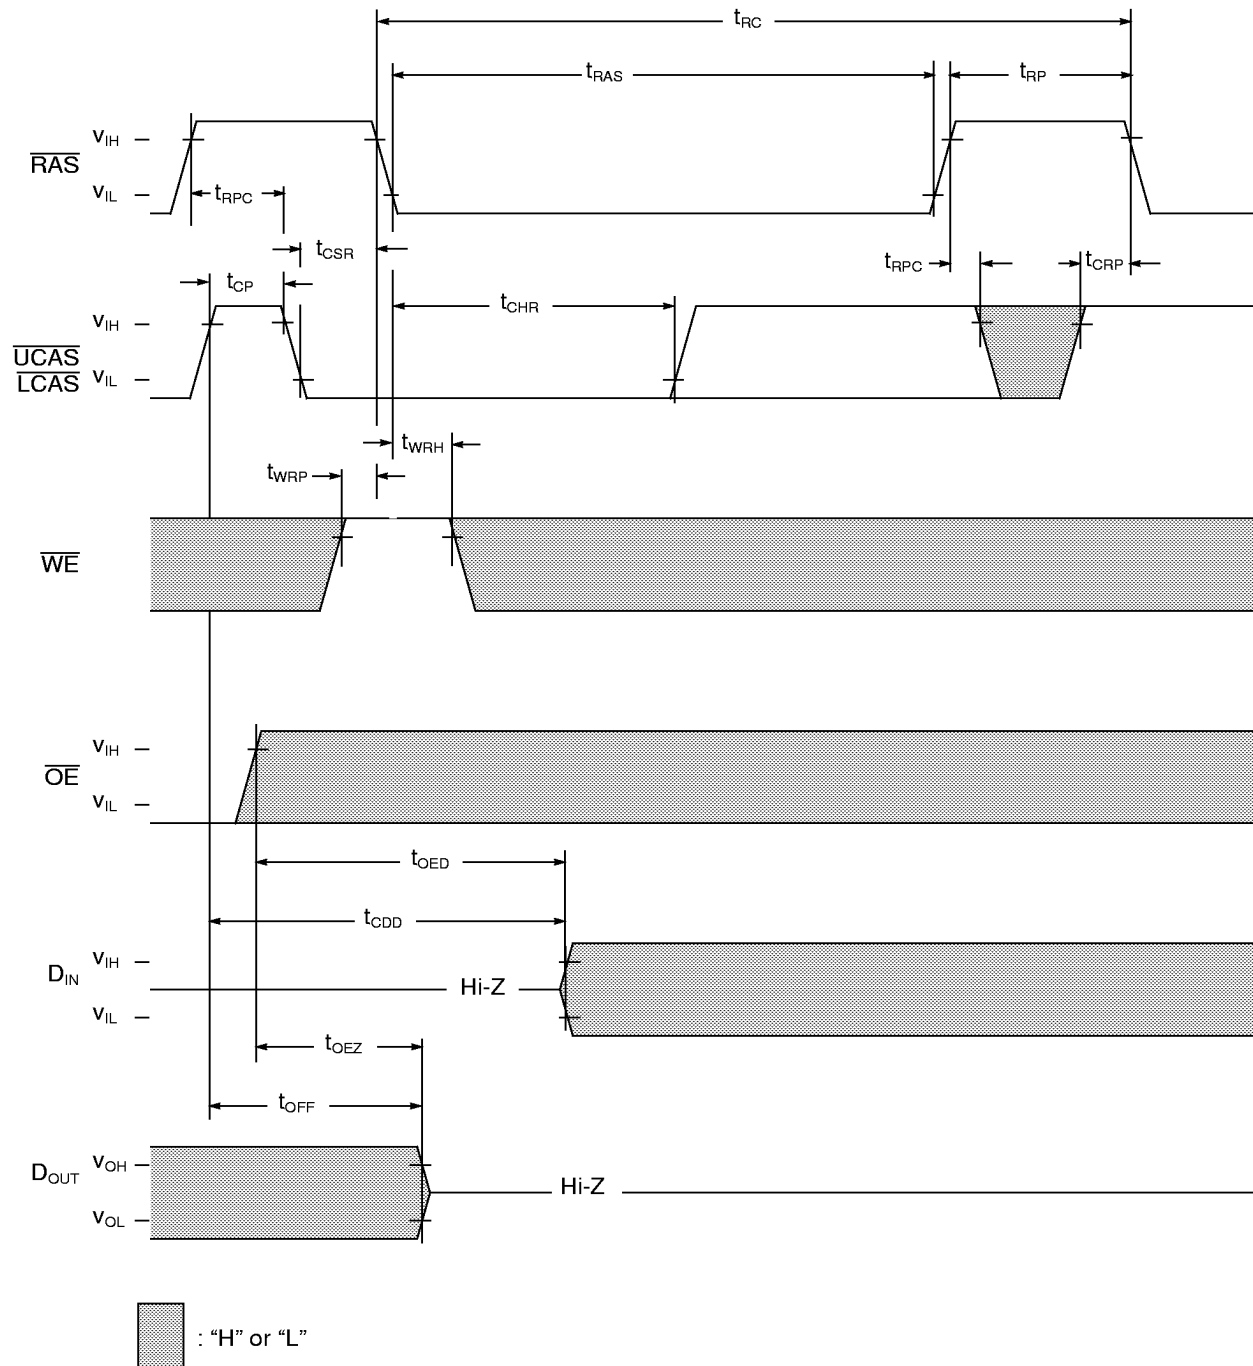 tRC
tRAS
tRP
VIH
RAS
VIL
tRPC
tCSR
tRPC
tCRP
tCP
tCHR
VIH
UCAS
LCAS
VIL
tWRH
tWRP
WE
VIH
OE
VIL
tOED
tCDD
DIN
VIH
Hi-Z
VIL
tOEZ
tOFF
DOUT
VOH
Hi-Z
VOL
: “H” or “L”